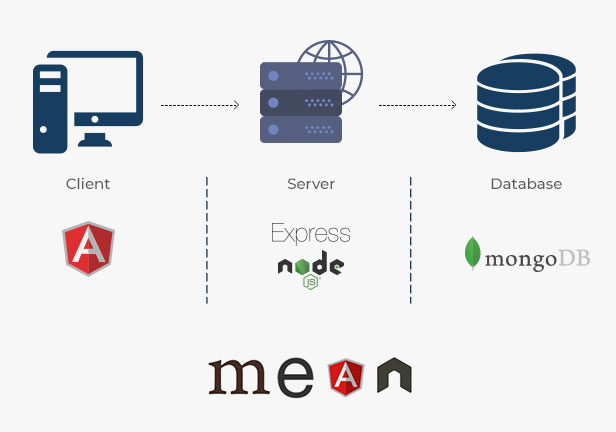 Client
Server
Database
A
Express
node
JS
mongoDB
mean